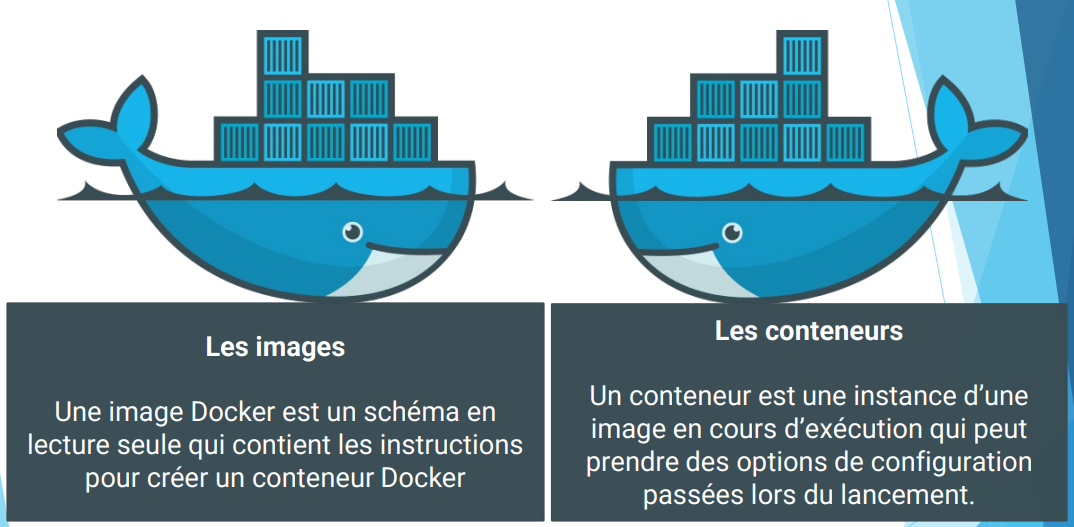 Les images
Une image Docker est un schéma en
lecture seule qui contient les instructions
pour créer un conteneur Docker
Les conteneurs
Un conteneur est une instance d’une
image en cours d’exécution qui peut
prendre des options de configuration
passées lors du lancement.